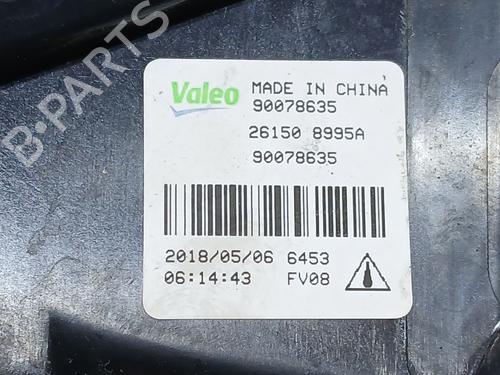 B-PARTS
Valeo MADE IN CHINA
90078635
26150 8995A
90078635
2018/05/06 6453
06:14:43 FV08